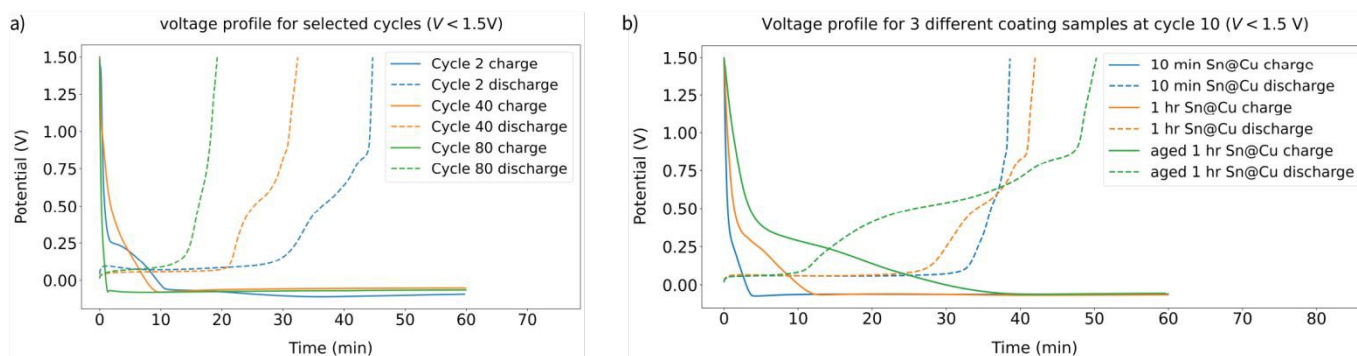 a)
voltage profile for selected cycles (V < 1.5V)
Potential (V)
1.50
1.25
1.00
0.75
0.50
0.25
0.00
Cycle 2 charge
Cycle 2 discharge
Cycle 40 charge
Cycle 40 discharge
Cycle 80 charge
Cycle 80 discharge
0 10 20 30 40 50 60 70
Time (min)
b)
Voltage profile for 3 different coating samples at cycle 10 (V < 1.5 V)
Potential (V)
1.50
1.25
1.00
0.75
0.50
0.25
0.00
10 min Sn@Cu charge
10 min Sn@Cu discharge
1 hr Sn@Cu charge
1 hr Sn@Cu discharge
aged 1 hr Sn@Cu charge
aged 1 hr Sn@Cu discharge
0 10 20 30 40 50 60 70 80
Time (min)